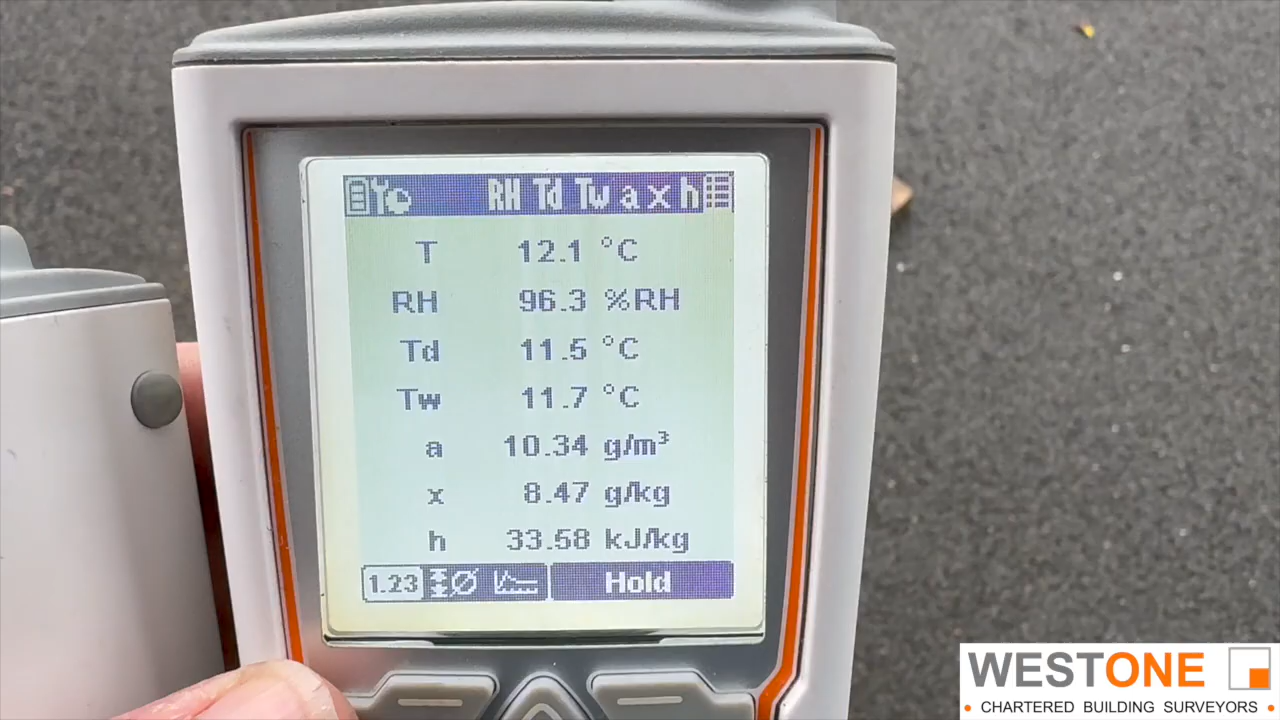 RH Td Tw a x h
T 12.1 °C
RH 96.3 %RH
Td 11.5 °C
Tw 11.7 °C
a 10.34 g/m³
x 8.47 g/kg
h 33.58 kJ/kg
1.23 Hold
WESTONE
• CHARTERED BUILDING SURVEYORS •